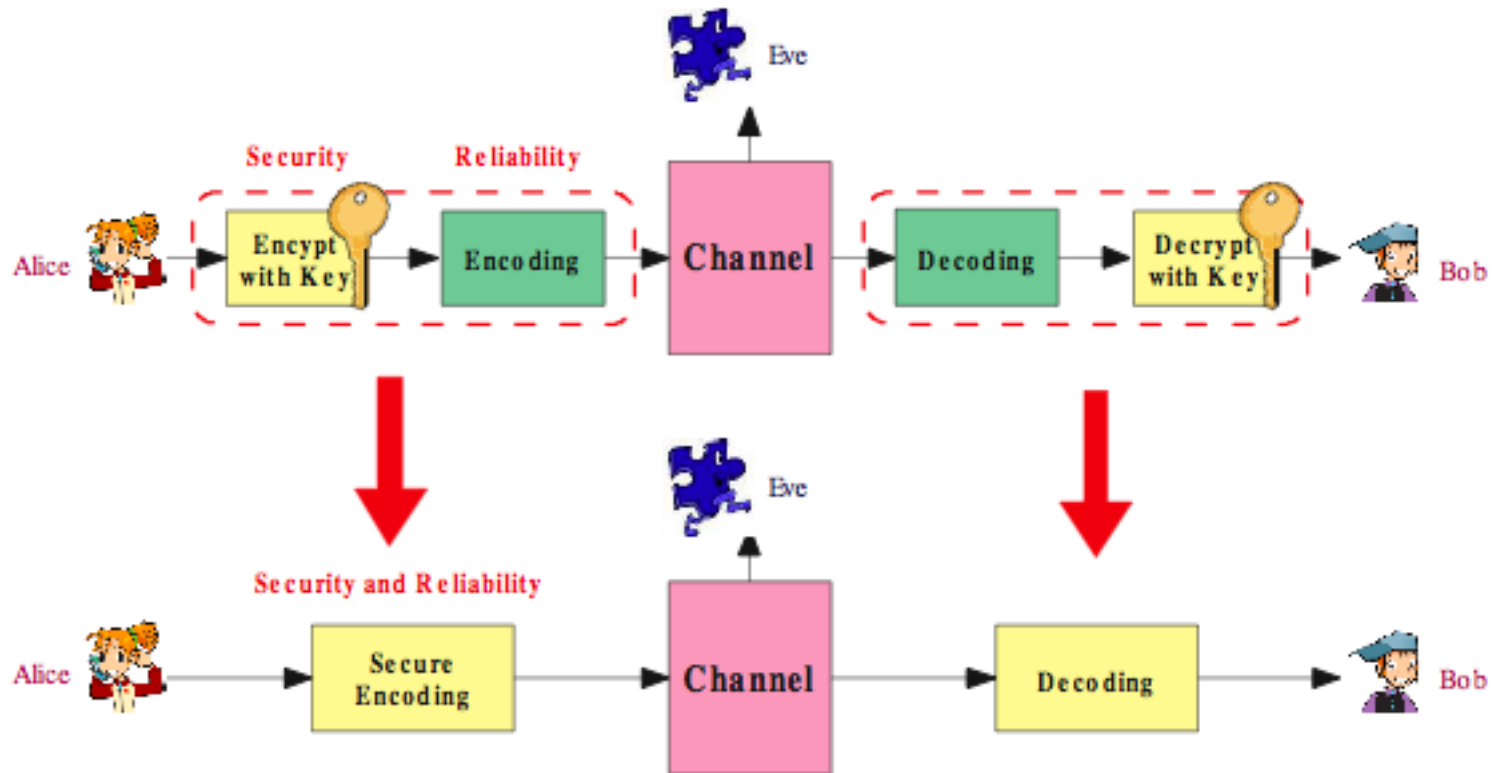 Eve
Security
Reliability
Alice
Encypt
with Key
Encoding
Channel
Decoding
Decrypt
with Key
Bob
Eve
Security and Reliability
Alice
Secure
Encoding
Channel
Decoding
Bob